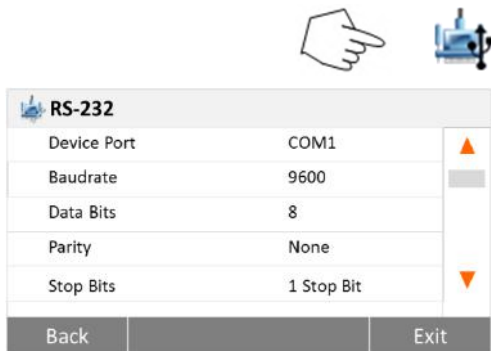 RS-232
Device Port COM1
Baudrate 9600
Data Bits 8
Parity None
Stop Bits 1 Stop Bit
Back Exit